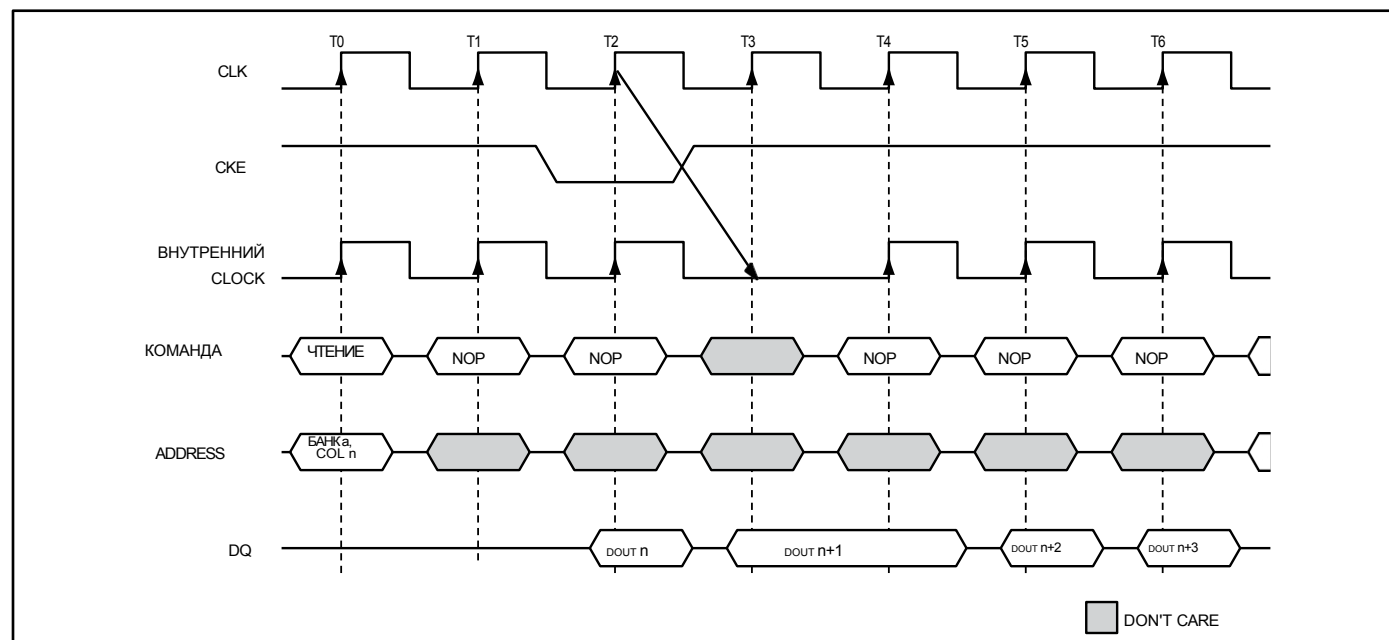 T0 T1 T2 T3 T4 T5 T6
CLK
CKE
ВНУТРЕННИЙ
CLOCK
КОМАНДА ЧТЕНИЕ NOP NOP NOP NOP NOP
БАНКa,
ADDRESS COL n
DQ DOUT n DOUT n+1 DOUT n+2 DOUT n+3
DON'T CARE